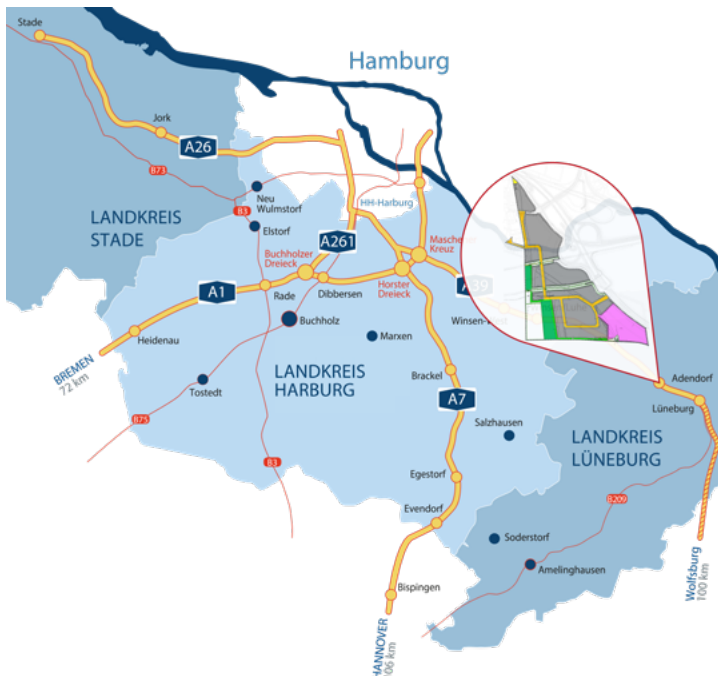 Stade
Hamburg
Jork
A26
B73
Neu
Wulmstorf
HH-Harburg
B3
LANDKREIS
STADE
Elstorf
A261
Buchholzer
Dreieck
Maschener
Kreuz
A1
Rade
Dibbersen
Horster
Dreieck
A39
Buchholz
Winsen-
Heidenau
Marxen
BREMEN
72 km
LANDKREIS
HARBURG
Brackel
Adendorf
Tostedt
A7
Lüneburg
B75
Salzhausen
LANDKREIS
LÜNEBURG
B3
Egestorf
B209
Evendorf
Soderstorf
Amelinghausen
Wolfsburg
100 km
Bispingen
HANNOVER